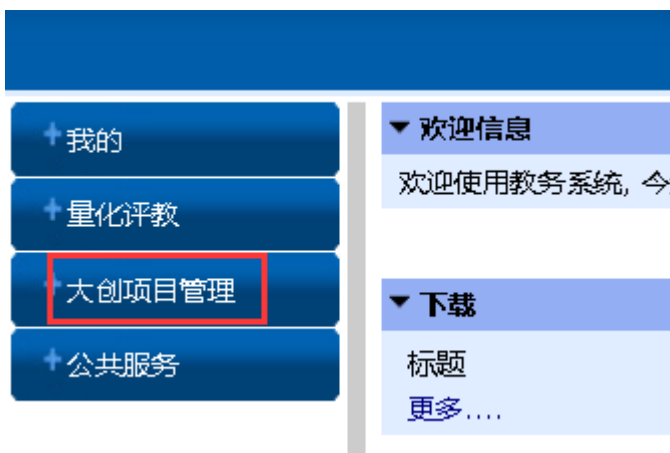 我的
量化评教
大创项目管理
公共服务
欢迎信息
欢迎使用教务系统, 今
下载
标题
更多....